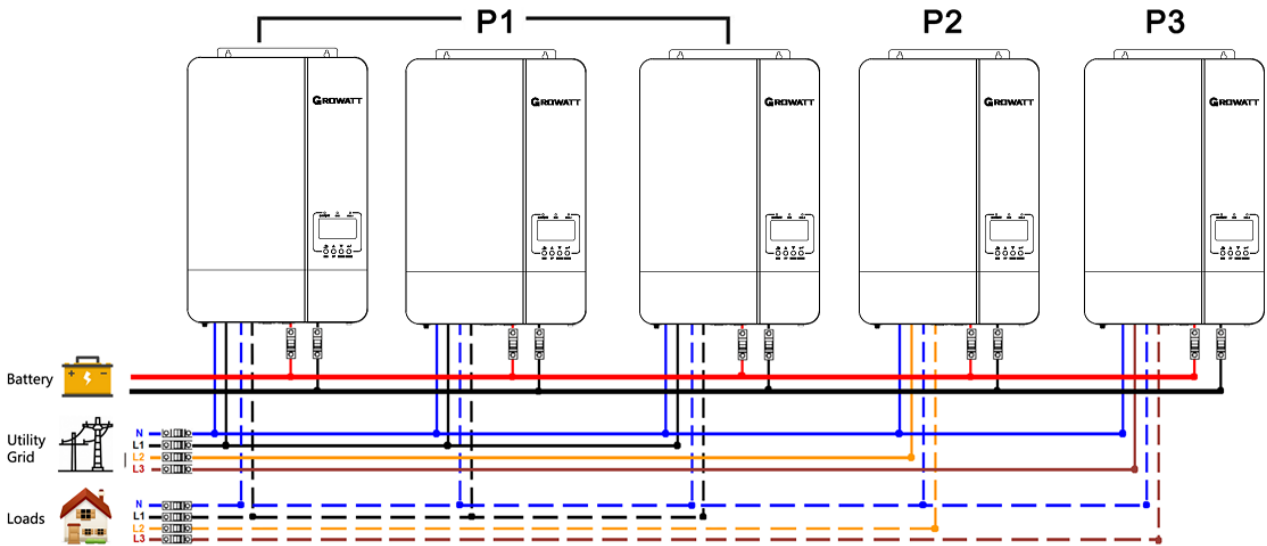 P1 P2 P3
GROWATT GROWATT GROWATT GROWATT GROWATT
Battery
+ -
Utility
Grid
N
L1
L2
L3
Loads
N
L1
L2
L3